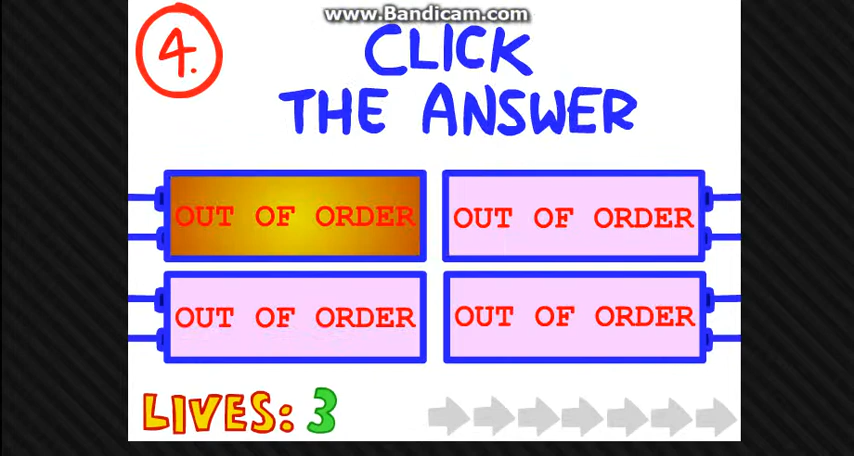 www.Bandicam.com
4.
CLICK
THE ANSWER
OUT OF ORDER
OUT OF ORDER
OUT OF ORDER
OUT OF ORDER
LIVES: 3